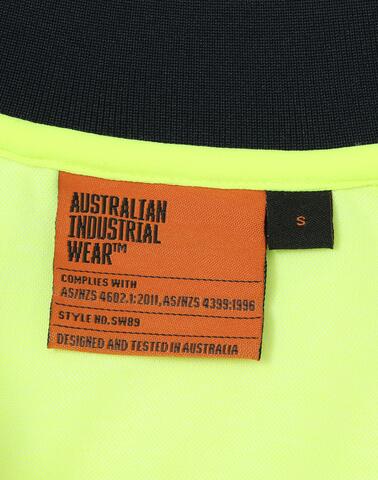 AUSTRALIAN
INDUSTRIAL
WEAR™
S
COMPLIES WITH
AS/NZS 4602.1:2011, AS/NZS 4399:1996
STYLE NO. SW89
DESIGNED AND TESTED IN AUSTRALIA